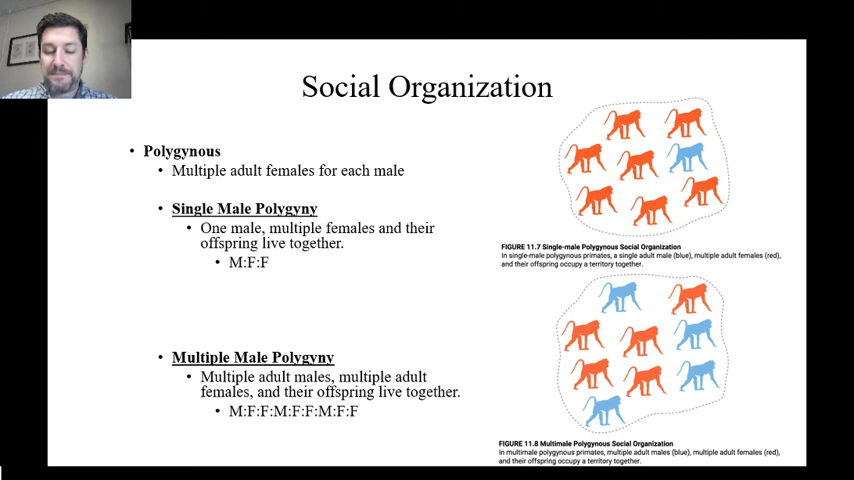 Social Organization
• Polygynous
• Multiple adult females for each male
• Single Male Polygyny
• One male, multiple females and their
offspring live together.
• M:F:F
• Multiple Male Polygyny
• Multiple adult males, multiple adult
females, and their offspring live together.
• M:F:F:M:F:F:M:F:F
FIGURE 11.7 Single-male Polygynous Social Organization
In single-male polygynous primates, a single adult male (blue), multiple adult females (red),
and their offspring occupy a territory together.
FIGURE 11.8 Multimale Polygynous Social Organization
In multimale polygynous primates, multiple adult males (blue), multiple adult females (red),
and their offspring occupy a territory together.